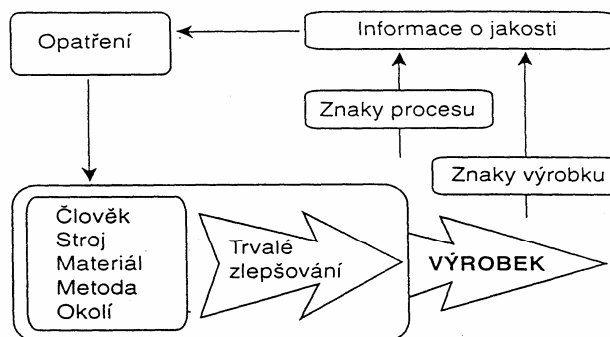 Opatření
Informace o jakosti
Znaky procesu
Znaky výrobku
Člověk
Stroj
Materiál
Metoda
Okolí
Trvalé
zlepšování
VÝROBEK